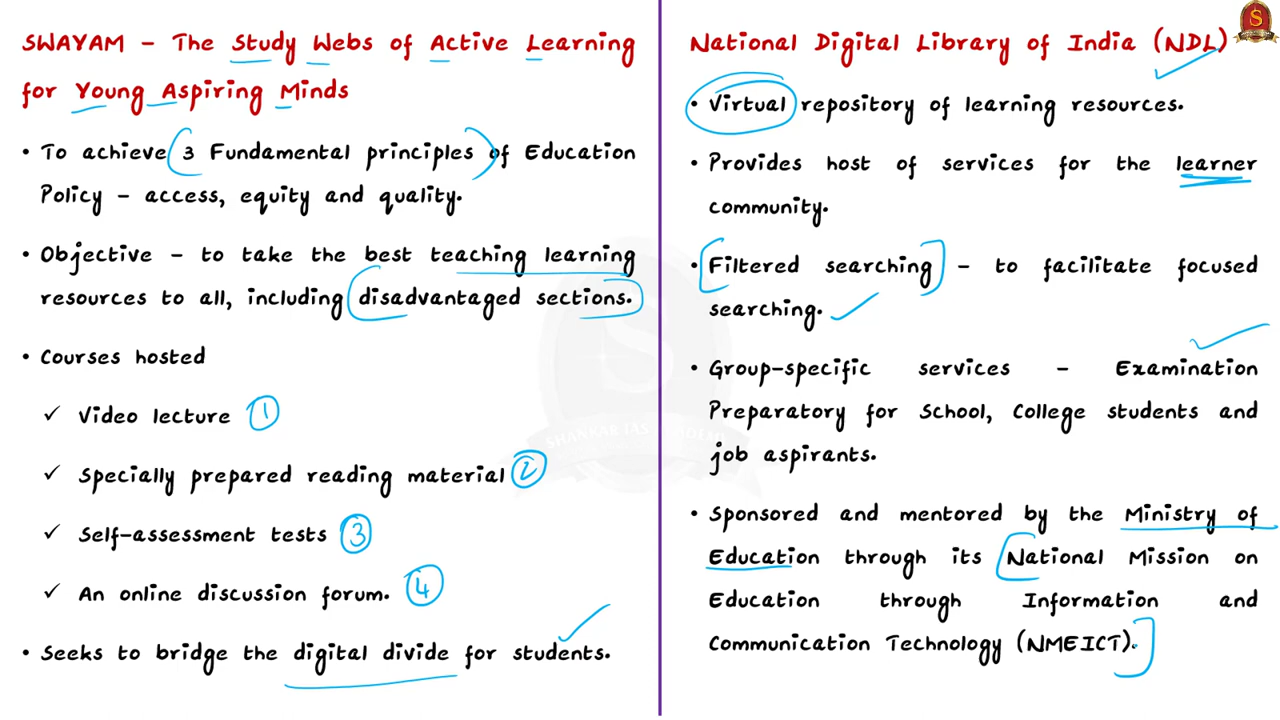 SWAYAM – The Study Webs of Active Learning
for Young Aspiring Minds
• To achieve 3 Fundamental principles of Education
Policy – access, equity and quality.
• Objective – to take the best teaching learning
resources to all, including disadvantaged sections.
• Courses hosted
✓ Video lecture 1
✓ Specially prepared reading material 2
✓ Self-assessment tests 3
✓ An online discussion forum. 4
• Seeks to bridge the digital divide for students.
National Digital Library of India (NDL)
• Virtual repository of learning resources.
• Provides host of services for the learner
community.
• Filtered searching – to facilitate focused
searching.
• Group-specific services – Examination
Preparatory for School, College students and
job aspirants.
• Sponsored and mentored by the Ministry of
Education through its National Mission on
Education through Information and
Communication Technology (NMEICT).
SHANKAR IAS ACADEMY
S